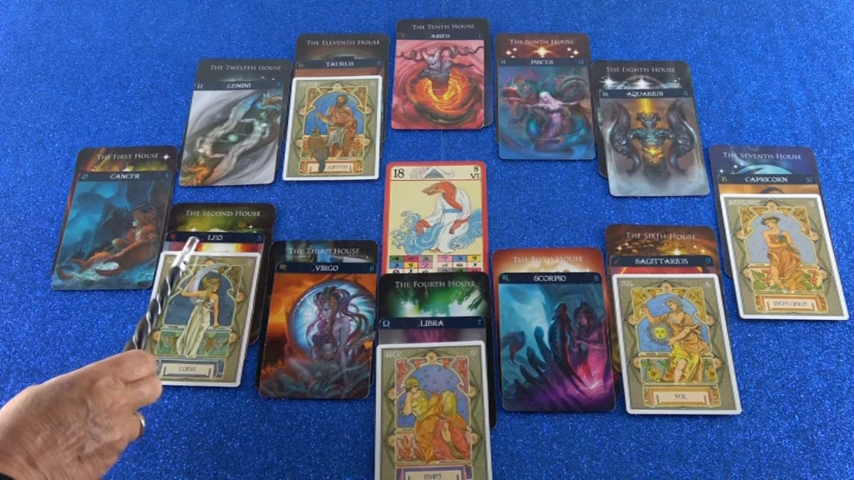 THE TENTH HOUSE
ARIES
THE ELEVENTH HOUSE
TAURUS
THE NINTH HOUSE
PISCES
THE TWELFTH HOUSE
GEMINI
THE EIGHTH HOUSE
AQUARIUS
THE FIRST HOUSE
CANCER
THE SEVENTH HOUSE
CAPRICORN
18
8
VI
THE SECOND HOUSE
LEO
THE THIRD HOUSE
VIRGO
THE FOURTH HOUSE
LIBRA
SCORPIO
THE SIXTH HOUSE
SAGITTARIUS
SOL